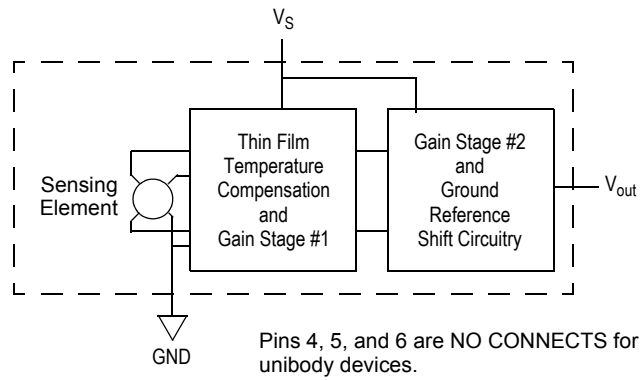 V_S
Sensing
Element
Thin Film
Temperature
Compensation
and
Gain Stage #1
Gain Stage #2
and
Ground
Reference
Shift Circuitry
V_out
GND
Pins 4, 5, and 6 are NO CONNECTS for
unibody devices.